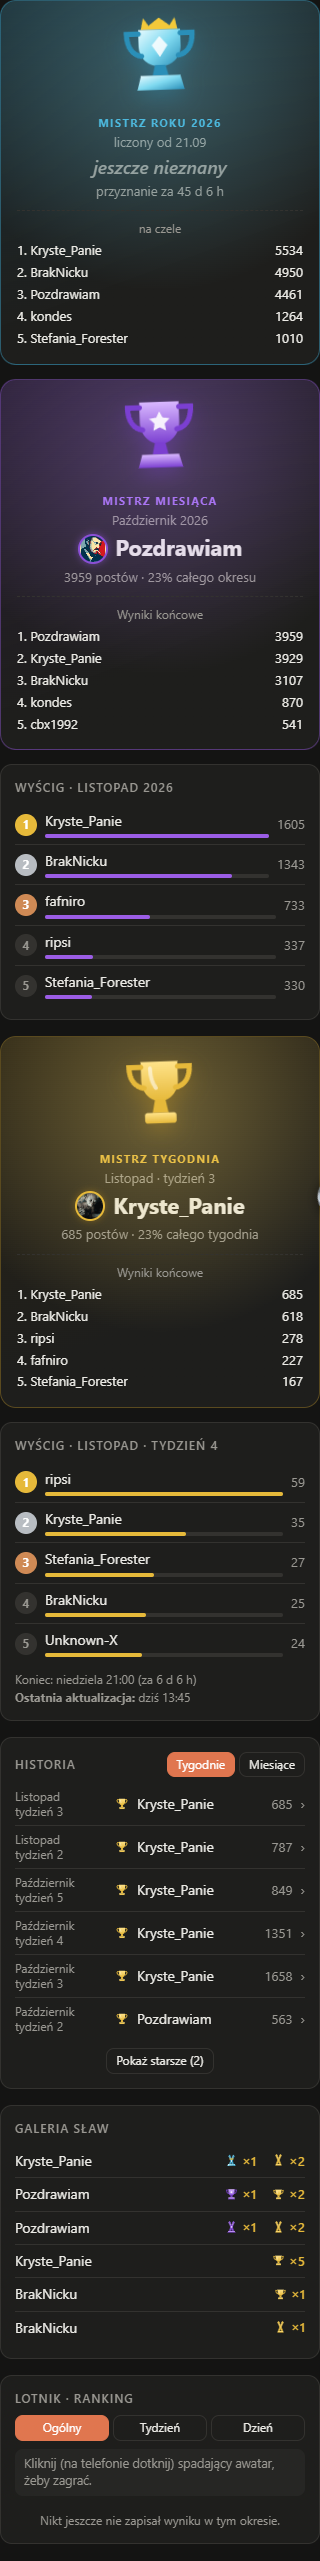 MISTRZ ROKU 2026
liczony od 21.09
jeszcze nieznany
przyznanie za 45 d 6 h
na czele
1. Kryste_Panie 5534
2. BrakNicku 4950
3. Pozdrawiam 4461
4. kondes 1264
5. Stefania_Forester 1010
MISTRZ MIESIĄCA
Październik 2026
Pozdrawiam
3959 postów · 23% całego okresu
Wyniki końcowe
1. Pozdrawiam 3959
2. Kryste_Panie 3929
3. BrakNicku 3107
4. kondes 870
5. cbx1992 541
WYŚCIG · LISTOPAD 2026
1 Kryste_Panie 1605
2 BrakNicku 1343
3 fafniro 733
4 ripsi 337
5 Stefania_Forester 330
MISTRZ TYGODNIA
Listopad · tydzień 3
Kryste_Panie
685 postów · 23% całego tygodnia
Wyniki końcowe
1. Kryste_Panie 685
2. BrakNicku 618
3. ripsi 278
4. fafniro 227
5. Stefania_Forester 167
WYŚCIG · LISTOPAD · TYDZIEŃ 4
1 ripsi 59
2 Kryste_Panie 35
3 Stefania_Forester 27
4 BrakNicku 25
5 Unknown-X 24
Koniec: niedziela 21:00 (za 6 d 6 h)
Ostatnia aktualizacja: dziś 13:45
HISTORIA Tygodnie Miesiące
Listopad
tydzień 3 Kryste_Panie 685 ›
Listopad
tydzień 2 Kryste_Panie 787 ›
Październik
tydzień 5 Kryste_Panie 849 ›
Październik
tydzień 4 Kryste_Panie 1351 ›
Październik
tydzień 3 Kryste_Panie 1658 ›
Październik
tydzień 2 Pozdrawiam 563 ›
Pokaż starsze (2)
GALERIA SŁAW
Kryste_Panie ×1 ×2
Pozdrawiam ×1 ×2
Pozdrawiam ×1 ×2
Kryste_Panie ×5
BrakNicku ×1
BrakNicku ×1
LOTNIK · RANKING
Ogólny Tydzień Dzień
Kliknij (na telefonie dotknij) spadający awatar,
żeby zagrać.
Nikt jeszcze nie zapisał wyniku w tym okresie.